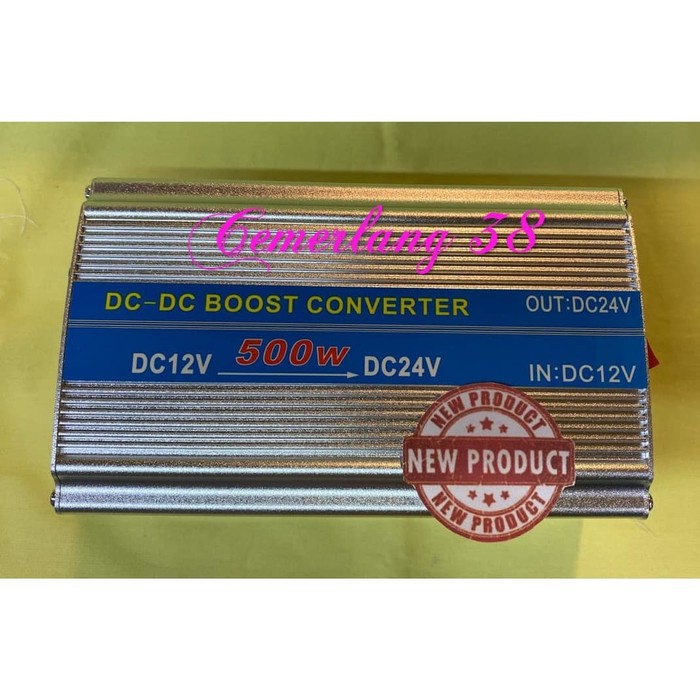 Cemerlang 38
DC-DC BOOST CONVERTER
OUT:DC24V
DC12V 500W DC24V
IN:DC12V
NEW PRODUCT
NEW PRODUCT
NEW PRODUCT